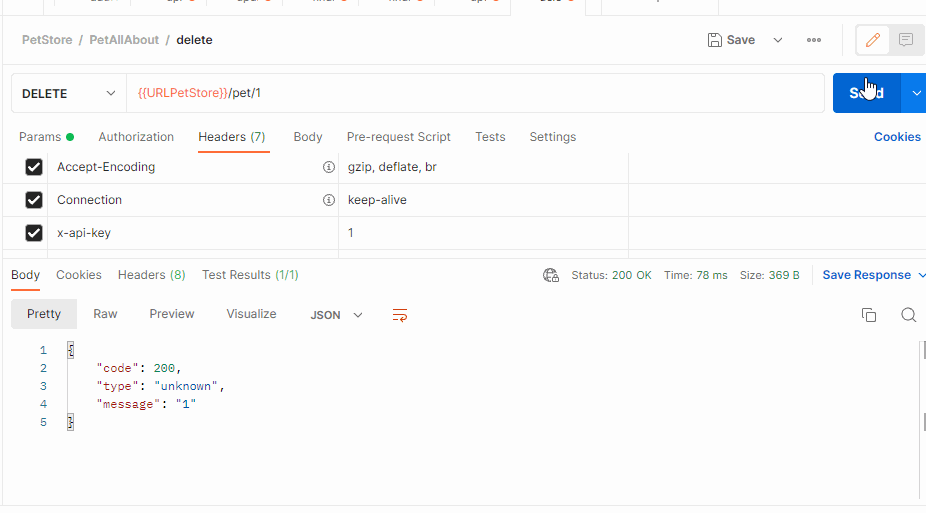 PetStore / PetAllAbout / delete
Save
DELETE
{{URLPetStore}}/pet/1
Send
Params
Authorization
Headers (7)
Body
Pre-request Script
Tests
Settings
Cookies
Accept-Encoding
gzip, deflate, br
Connection
keep-alive
x-api-key
1
Body
Cookies
Headers (8)
Test Results (1/1)
Status: 200 OK
Time: 78 ms
Size: 369 B
Save Response
Pretty
Raw
Preview
Visualize
JSON
1 {
2 "code": 200,
3 "type": "unknown",
4 "message": "1"
5 }